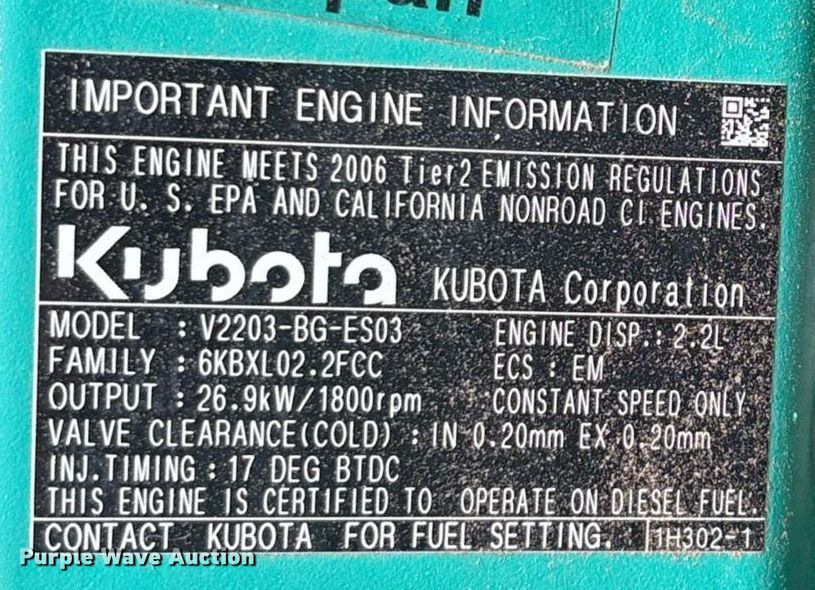 IMPORTANT ENGINE INFORMATION
THIS ENGINE MEETS 2006 Tier2 EMISSION REGULATIONS
FOR U. S. EPA AND CALIFORNIA NONROAD CI ENGINES.
Kubota KUBOTA Corporation
MODEL : V2203-BG-ES03 ENGINE DISP.: 2.2L
FAMILY : 6KBXL02.2FCC ECS : EM
OUTPUT : 26.9kW/1800rpm CONSTANT SPEED ONLY
VALVE CLEARANCE(COLD) : IN 0.20mm EX 0.20mm
INJ.TIMING : 17 DEG BTDC
THIS ENGINE IS CERTIFIED TO OPERATE ON DIESEL FUEL.
CONTACT KUBOTA FOR FUEL SETTING. 1H302-1
Purple Wave Auction